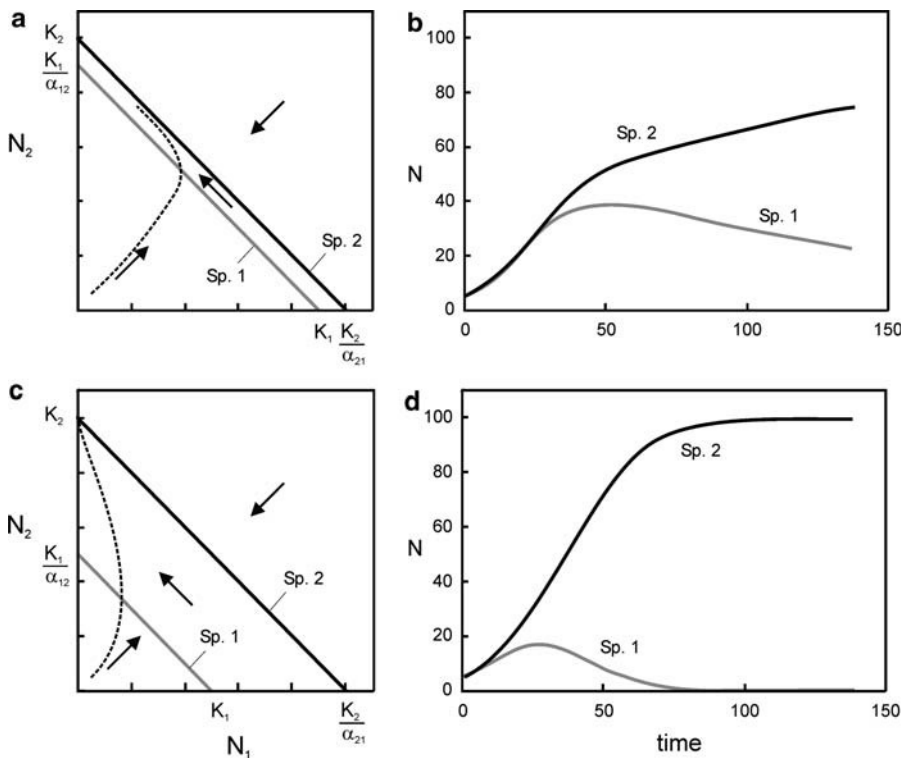 a
K₂
K₁
α₁₂
N₂
Sp. 2
Sp. 1
K₁ K₂
α₂₁
b
100
80
60
40
20
0
N
Sp. 2
Sp. 1
0 50 100 150
c
K₂
N₂
K₁
α₁₂
Sp. 2
Sp. 1
K₁ K₂
α₂₁
N₁
d
100
80
60
40
20
0
N
Sp. 2
Sp. 1
0 50 100 150
time